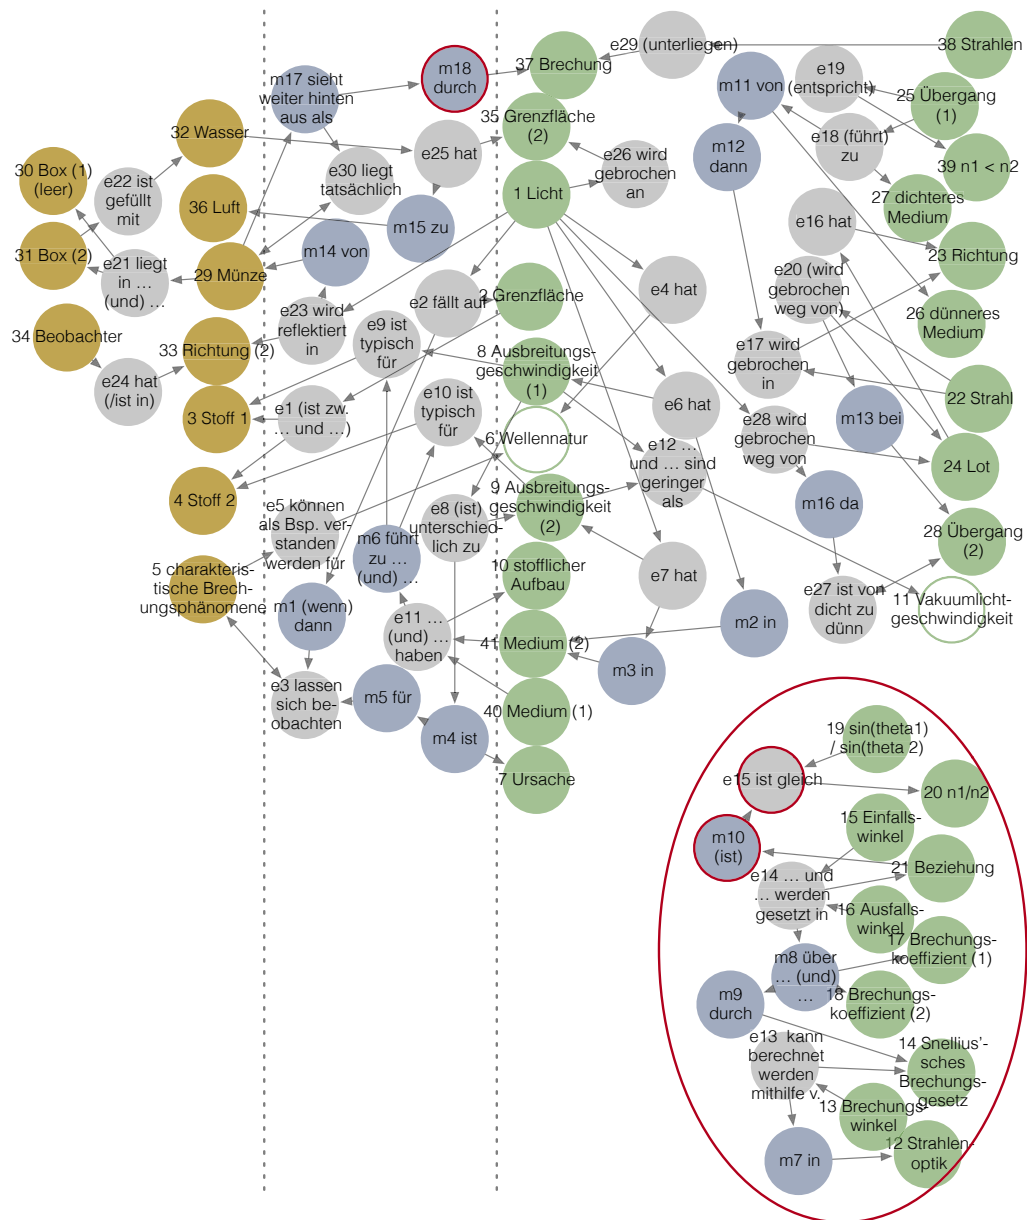 38 Strahlen
e29 (unterliegen)
37 Brechung
m18
durch
m17 sieht
weiter hinten
aus als
e19
(entspricht)
m11 von
25 Übergang
(1)
35 Grenzfläche
(2)
32 Wasser
e25 hat
e18 (führt)
zu
m12
dann
e26 wird
gebrochen
an
39 n1 < n2
30 Box (1)
(leer)
e22 ist
gefüllt
mit
e30 liegt
tatsächlich
1 Licht
27 dichteres
Medium
36 Luft
m15 zu
e16 hat
31 Box (2)
m14 von
23 Richtung
e21 liegt
in …
(und) …
29 Münze
e20 (wird
gebrochen
weg von)
e4 hat
e2 fällt auf
2 Grenzfläche
26 dünneres
Medium
34 Beobachter
e23 wird
reflektiert
in
33 Richtung (2)
e9 ist
typisch
für
8 Ausbreitungs-
geschwindigkeit
(1)
e17 wird
gebrochen
in
e24 hat
(/ist in)
22 Strahl
3 Stoff 1
e1 (ist zw.
… und …)
e10 ist
typisch
für
e6 hat
m13 bei
e28 wird
gebrochen
weg von
6 Wellennatur
e12 …
und … sind
geringer
als
24 Lot
4 Stoff 2
9 Ausbreitungs-
geschwindigkeit
(2)
m16 da
e5 können
als Bsp. ver-
standen
werden für
e8 (ist)
unterschied-
lich zu
28 Übergang
(2)
m6 führt
zu …
(und) …
10 stofflicher
Aufbau
e7 hat
5 charakteris-
tische Brech-
ungsphänomene
e27 ist von
dicht zu
dünn
11 Vakuumlicht-
geschwindigkeit
m1 (wenn)
dann
m2 in
e11 …
(und) …
haben
41 Medium (2)
m3 in
e3 lassen
sich be-
obachten
m5 für
40 Medium (1)
m4 ist
7 Ursache
19 sin(theta1)
/ sin(theta 2)
e15 ist gleich
20 n1/n2
15 Einfalls-
winkel
m10
(ist)
21 Beziehung
e14 … und
… werden
gesetzt in
16 Ausfalls-
winkel
17 Brechungs-
koeffizient (1)
m8 über
… (und)
…
m9
durch
18 Brechungs-
koeffizient (2)
e13 kann
berechnet
werden
mithilfe v.
14 Snellius'-
sches
Brechungs-
gesetz
13 Brechungs-
winkel
12 Strahlen-
optik
m7 in